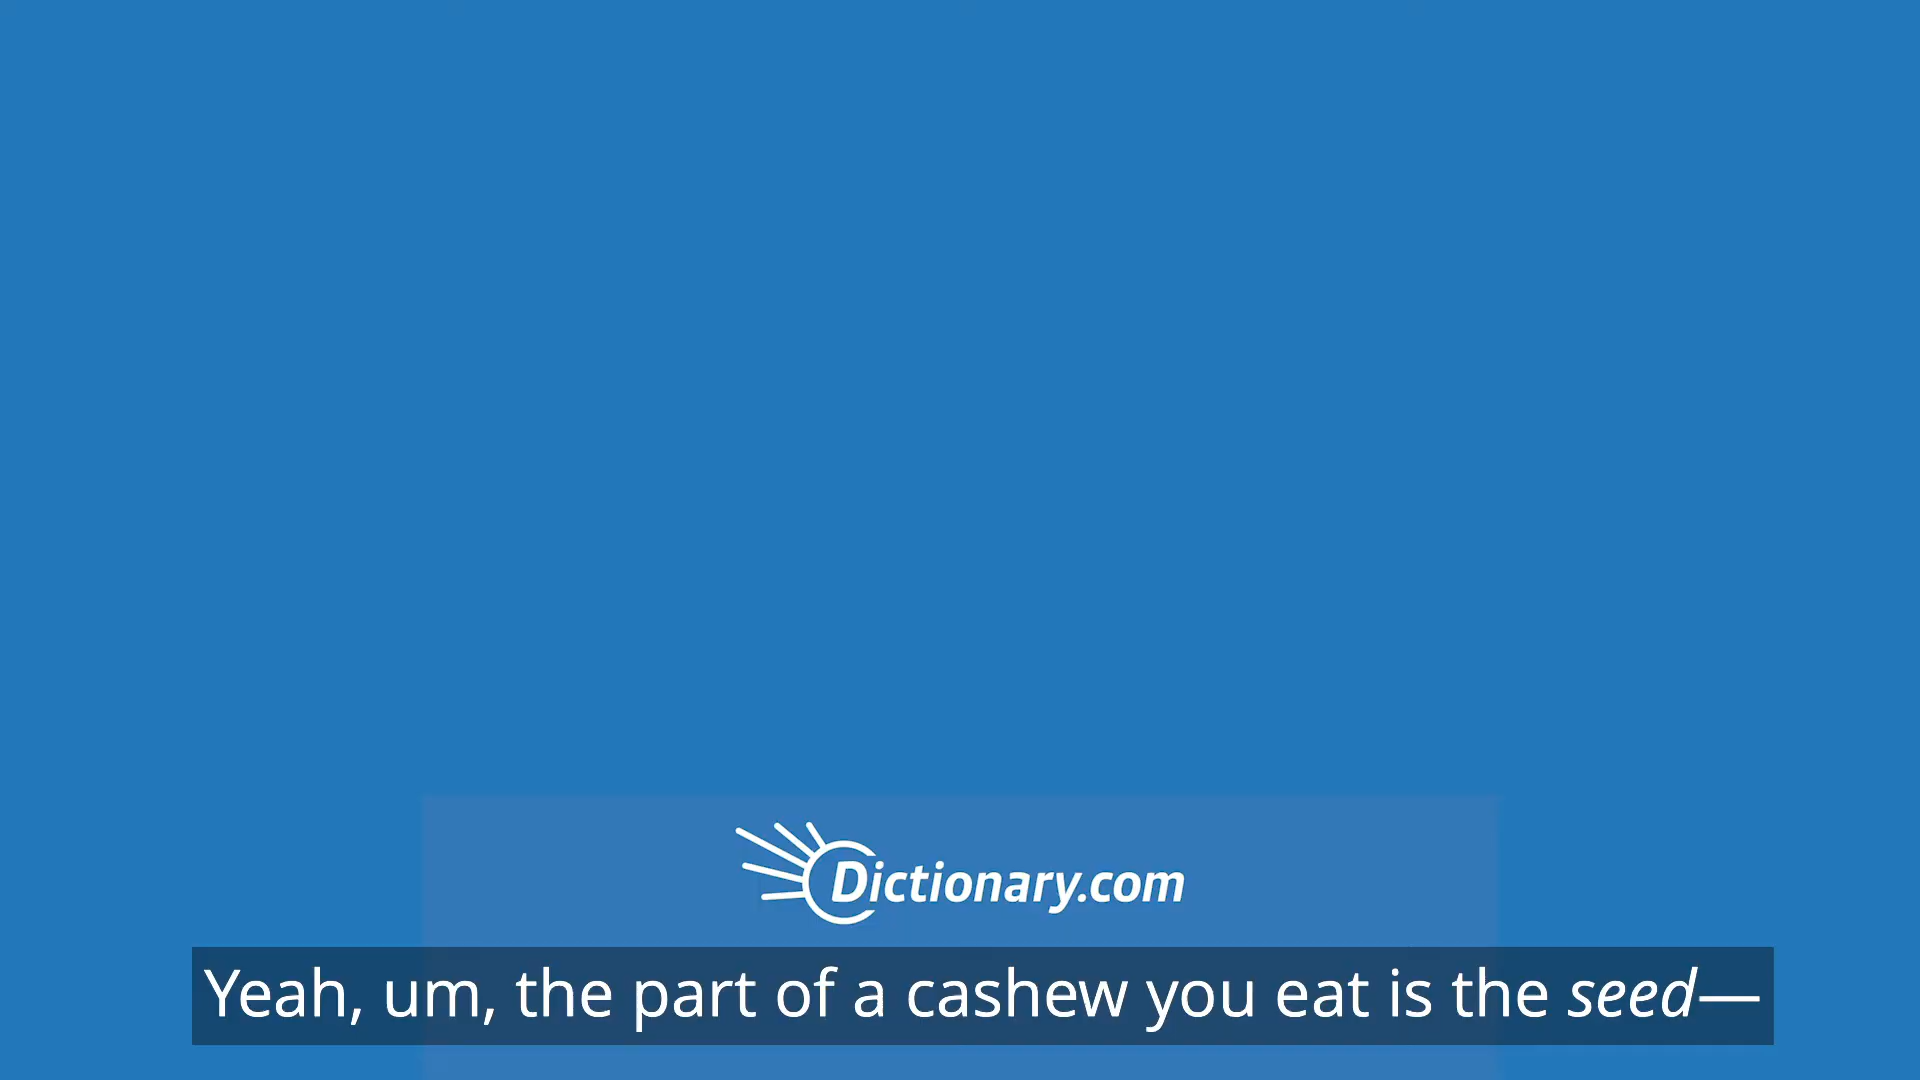 Dictionary.com
Yeah, um, the part of a cashew you eat is the seed—